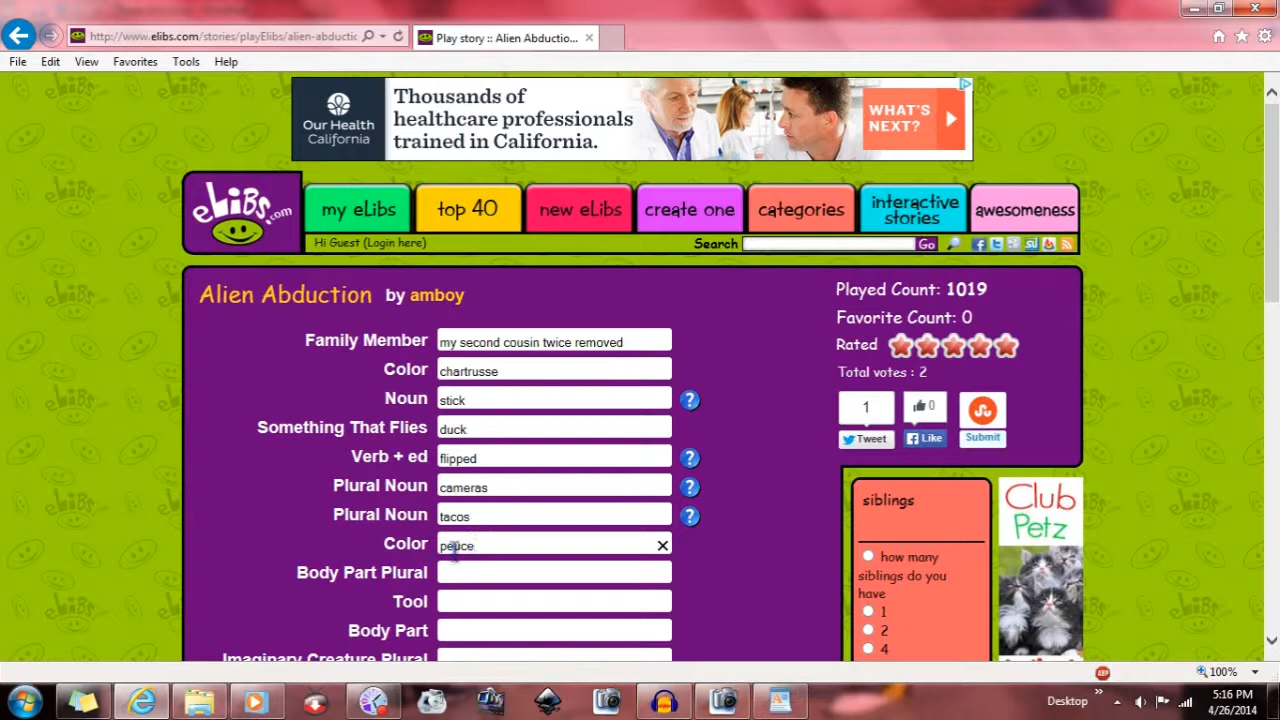 http://www.elibs.com/stories/playElibs/alien-abductic
Play story :: Alien Abductio...
File Edit View Favorites Tools Help
OUR HEALTH CALIFORNIA
Thousands of
healthcare professionals
trained in California.
WHAT'S
NEXT?
eLiBs.com
my eLibs
top 40
new eLibs
create one
categories
interactive
stories
awesomeness
Hi Guest (Login here)
Search
Go
Alien Abduction by amboy
Played Count: 1019
Favorite Count: 0
Rated
Total votes : 2
1
0
Tweet
Like
Submit
Family Member my second cousin twice removed
Color chartrusse
Noun stick ?
Something That Flies duck
Verb + ed flipped ?
Plural Noun cameras ?
Plural Noun tacos ?
Color peuce
Body Part Plural
Tool
Body Part
Imaginary Creature Plural
siblings
how many
siblings do you
have
1
2
4
Club
Petz
100%
Desktop
5:16 PM
4/26/2014